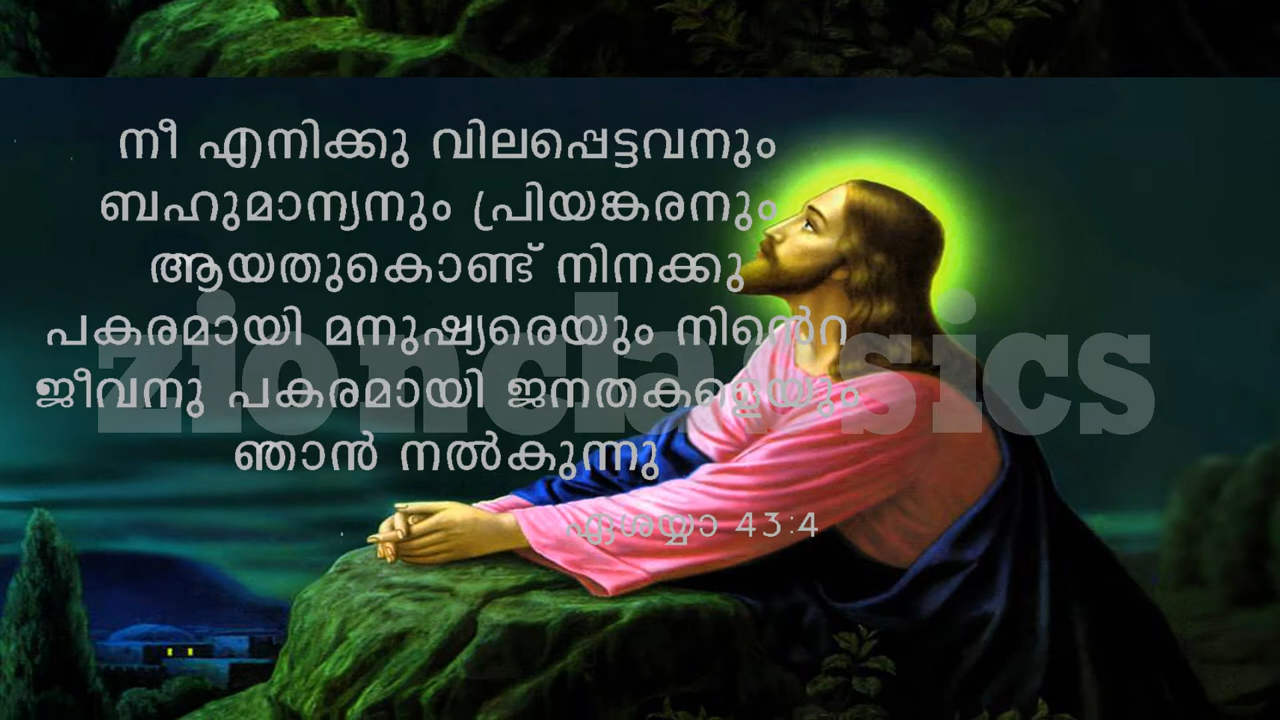 നീ എനിക്കു വിലപ്പെട്ടവനും
ബഹുമാന്യനും പ്രിയങ്കരനും
ആയതുകൊണ്ട് നിനക്കു
പകരമായി മനുഷ്യരെയും നിന്റെ
ജീവനു പകരമായി ജനതകളെയും
ഞാൻ നൽകുന്നു
ഏശയ്യാ 43:4
zionclassics